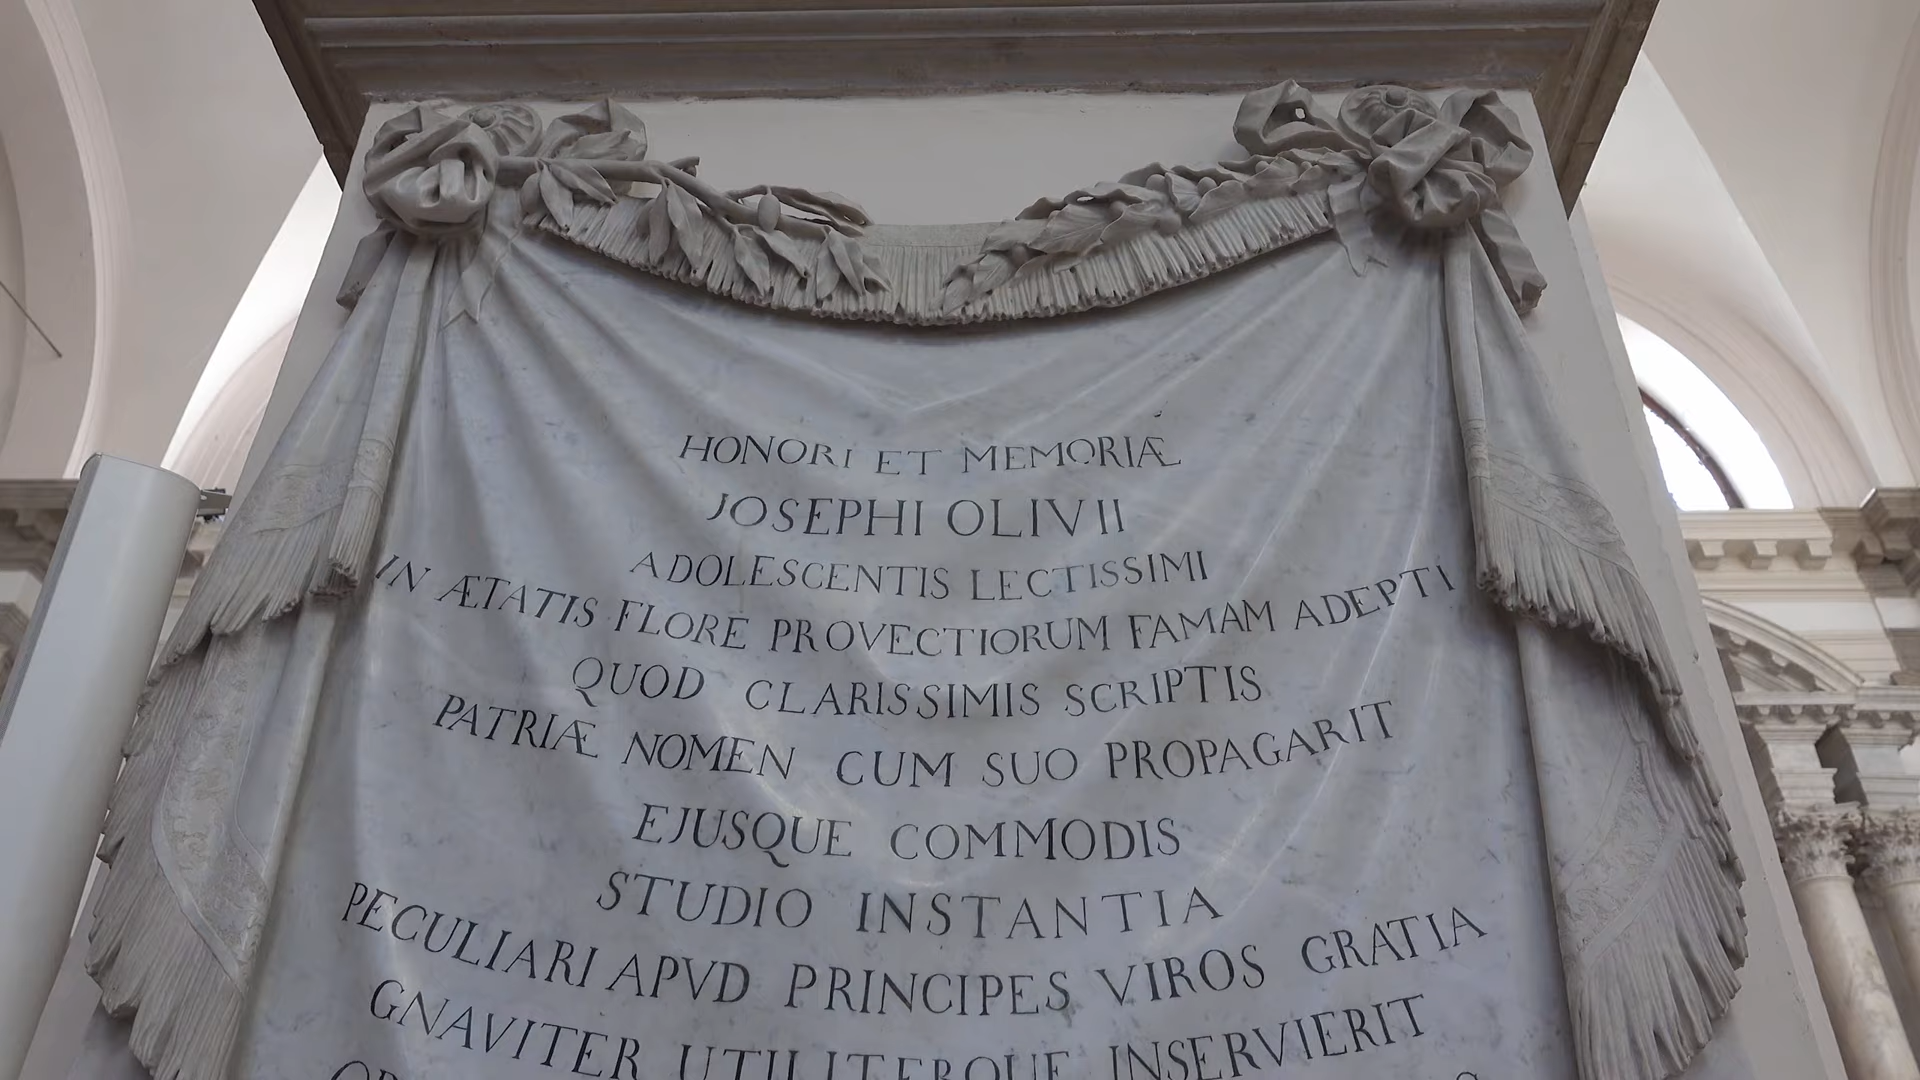 HONORI ET MEMORIÆ
JOSEPHI OLIVII
ADOLESCENTIS LECTISSIMI
IN ÆTATIS FLORE PROVECTIORUM FAMAM ADEPTI
QUOD CLARISSIMIS SCRIPTIS
PATRIÆ NOMEN CUM SUO PROPAGARIT
EJUSQUE COMMODIS
STUDIO INSTANTIA
PECULIARI APVD PRINCIPES VIROS GRATIA
GNAVITER UTILITERQUE INSERVIERIT